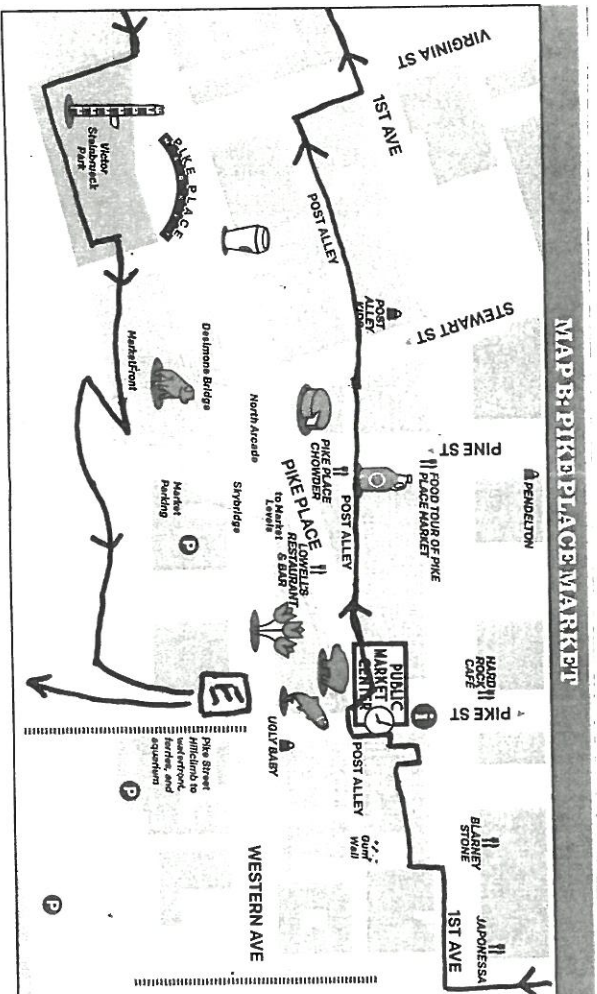 MAP B: PIKE PLACE MARKET
VIRGINIA ST
1ST AVE
STEWART ST
PINE ST
PENDELTON
HARD
ROCK
CAFÉ
PIKE ST
BLARNEY
STONE
JAPONESSA
1ST AVE
POST ALLEY
POST
ALLEY
KIDS
FOOD TOUR OF PIKE
PLACE MARKET
PIKE PLACE
CHOWDER
POST ALLEY
PUBLIC
MARKET
CENTER
i
POST ALLEY
Gum
Wall
PIKE PLACE
Victor
Steinbrueck
Park
PIKE PLACE
LOWELL'S
RESTAURANT
& BAR
to Market
Levels
North Arcade
Desimone Bridge
MarketFront
Skybridge
Market
Parking
P
E
UGLY BABY
Pike Street
Hillclimb to
waterfront,
ferries, and
aquarium
WESTERN AVE
P
P